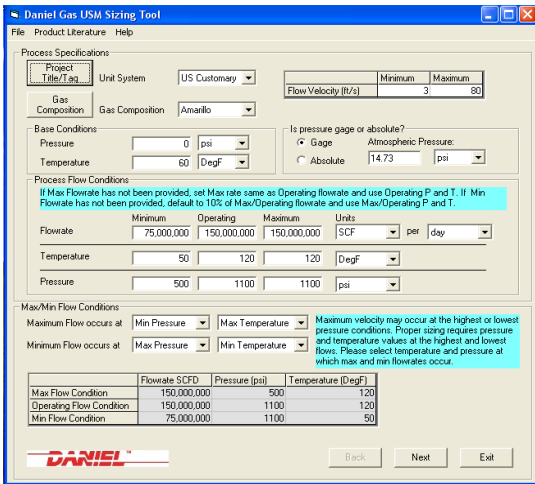 Daniel Gas USM Sizing Tool
File Product Literature Help
Process Specifications
Project Title/Tag
Unit System
US Customary
Gas Composition
Gas Composition
Amarillo
Minimum Maximum
Flow Velocity (ft/s) 3 80
Base Conditions
Pressure 0 psi
Temperature 60 DegF
Is pressure gage or absolute?
Gage
Absolute
Atmospheric Pressure:
14.73 psi
Process Flow Conditions
If Max Flowrate has not been provided, set Max rate same as Operating flowrate and use Operating P and T. If Min
Flowrate has not been provided, default to 10% of Max/Operating flowrate and use Max/Operating P and T.
Minimum Operating Maximum Units
Flowrate 75,000,000 150,000,000 150,000,000 SCF per day
Temperature 50 120 120 DegF
Pressure 500 1100 1100 psi
Max/Min Flow Conditions
Maximum Flow occurs at Min Pressure Max Temperature
Minimum Flow occurs at Max Pressure Min Temperature
Maximum velocity may occur at the highest or lowest
pressure conditions. Proper sizing requires pressure
and temperature values at the highest and lowest
flows. Please select temperature and pressure at
which max and min flowrates occur.
Flowrate SCFD Pressure (psi) Temperature (DegF)
Max Flow Condition 150,000,000 500 120
Operating Flow Condition 150,000,000 1100 120
Min Flow Condition 75,000,000 1100 50
DANIEL™
Back Next Exit